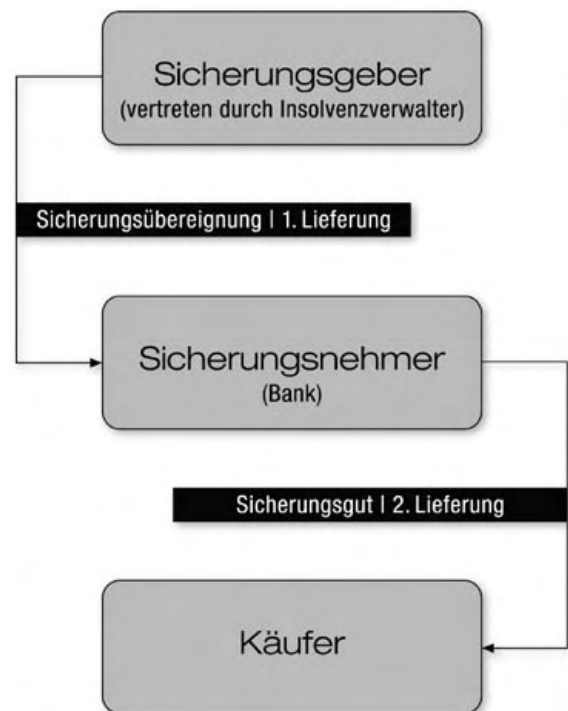 Sicherungsgeber
(vertreten durch Insolvenzverwalter)
Sicherungsübereignung | 1. Lieferung
Sicherungsnehmer
(Bank)
Sicherungsgut | 2. Lieferung
Käufer